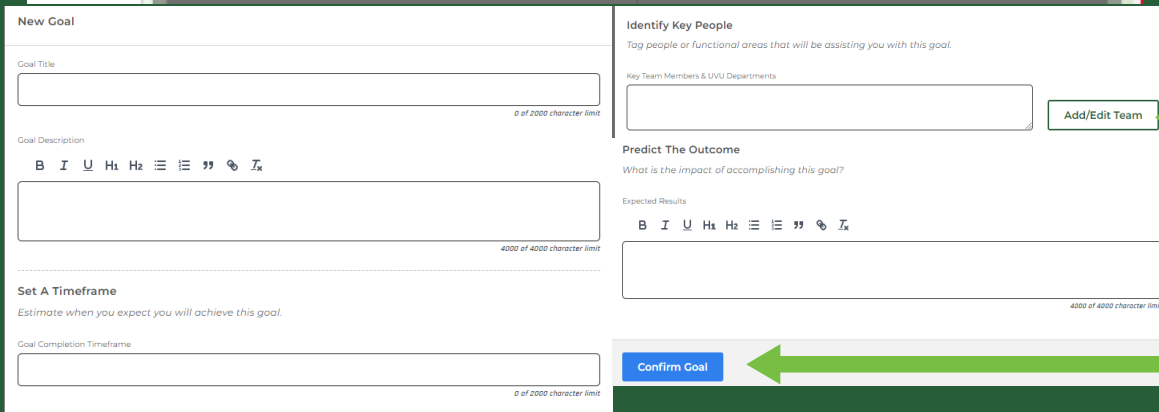 New Goal
Goal Title
0 of 2000 character limit
Goal Description
B I U H1 H2
4000 of 4000 character limit
Set A Timeframe
Estimate when you expect you will achieve this goal.
Goal Completion Timeframe
0 of 2000 character limit
Identify Key People
Tag people or functional areas that will be assisting you with this goal.
Key Team Members & UVU Departments
Add/Edit Team
Predict The Outcome
What is the impact of accomplishing this goal?
Expected Results
B I U H1 H2
4000 of 4000 character limi
Confirm Goal